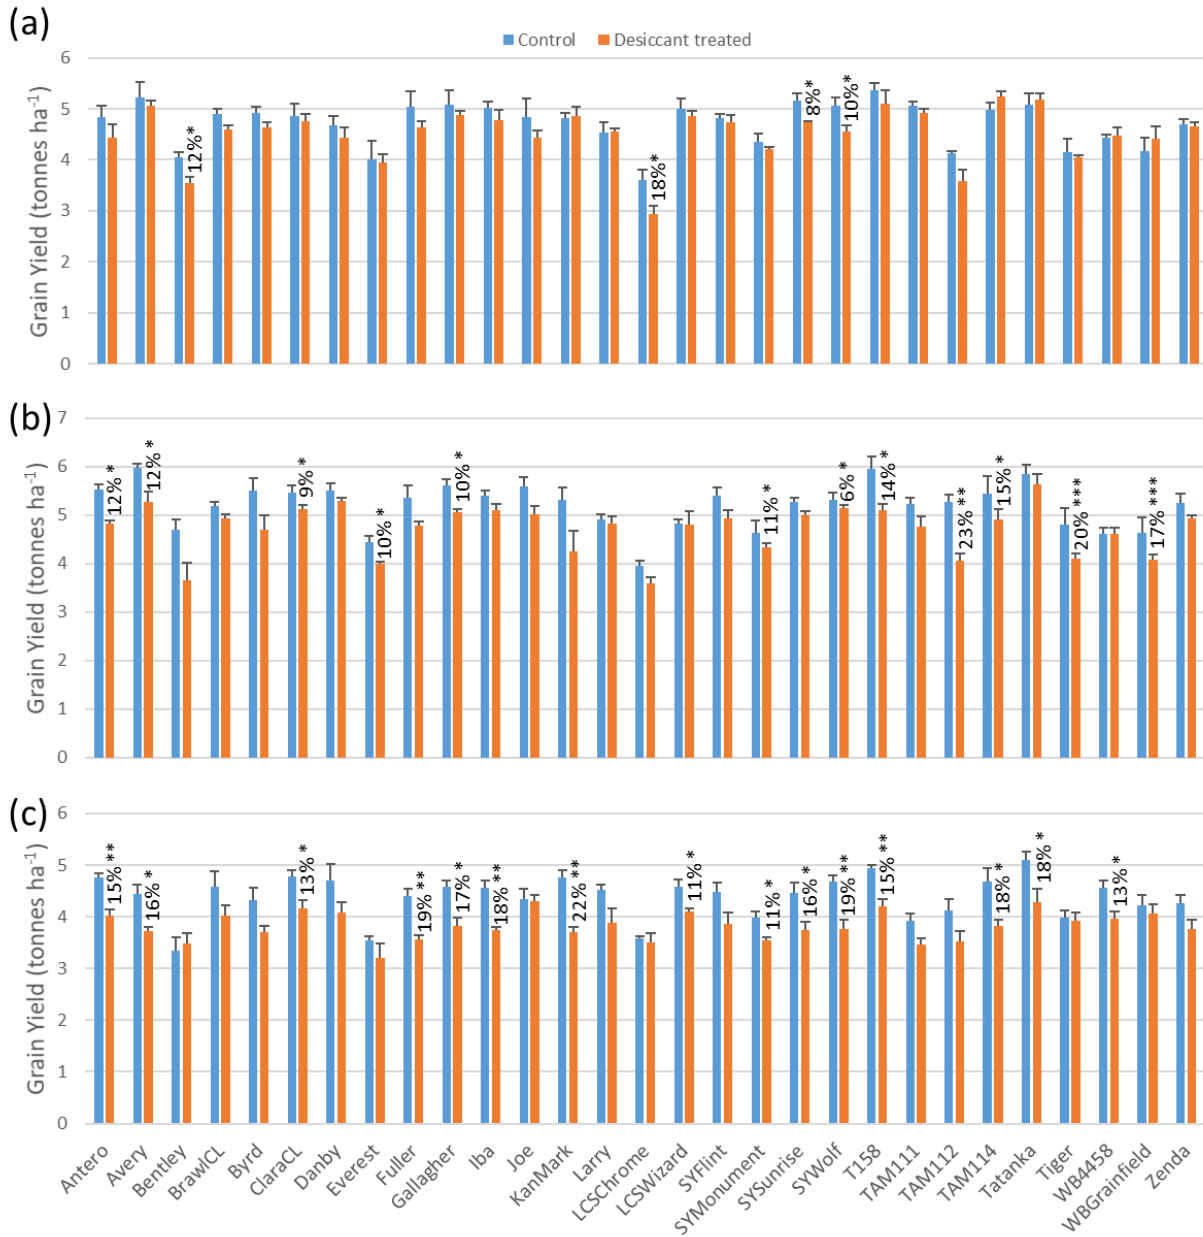 (a)
Control Desiccant treated
Grain Yield (tonnes ha-1)
6
5
4
3
2
1
0
12%*
18%*
8%*
10%*
(b)
Grain Yield (tonnes ha-1)
7
6
5
4
3
2
1
0
12% *
12% *
9% *
10% *
10% *
11% *
6% *
14% *
23% **
15% *
20% ***
17% ***
(c)
Grain Yield (tonnes ha-1)
6
5
4
3
2
1
0
15% **
16% *
13% *
19% **
17% *
18% **
22% **
11% *
11% *
16% *
19% **
15% **
18% *
18% *
13% *
Antero
Avery
Bentley
BrawlCL
Byrd
ClaraCL
Danby
Everest
Fuller
Gallagher
Iba
Joe
KanMark
Larry
LCSChrome
LCSWizard
SYFlint
SYMonument
SYSunrise
SYWolf
T158
TAM111
TAM112
TAM114
Tatanka
Tiger
WB4458
WBGrainfield
Zenda